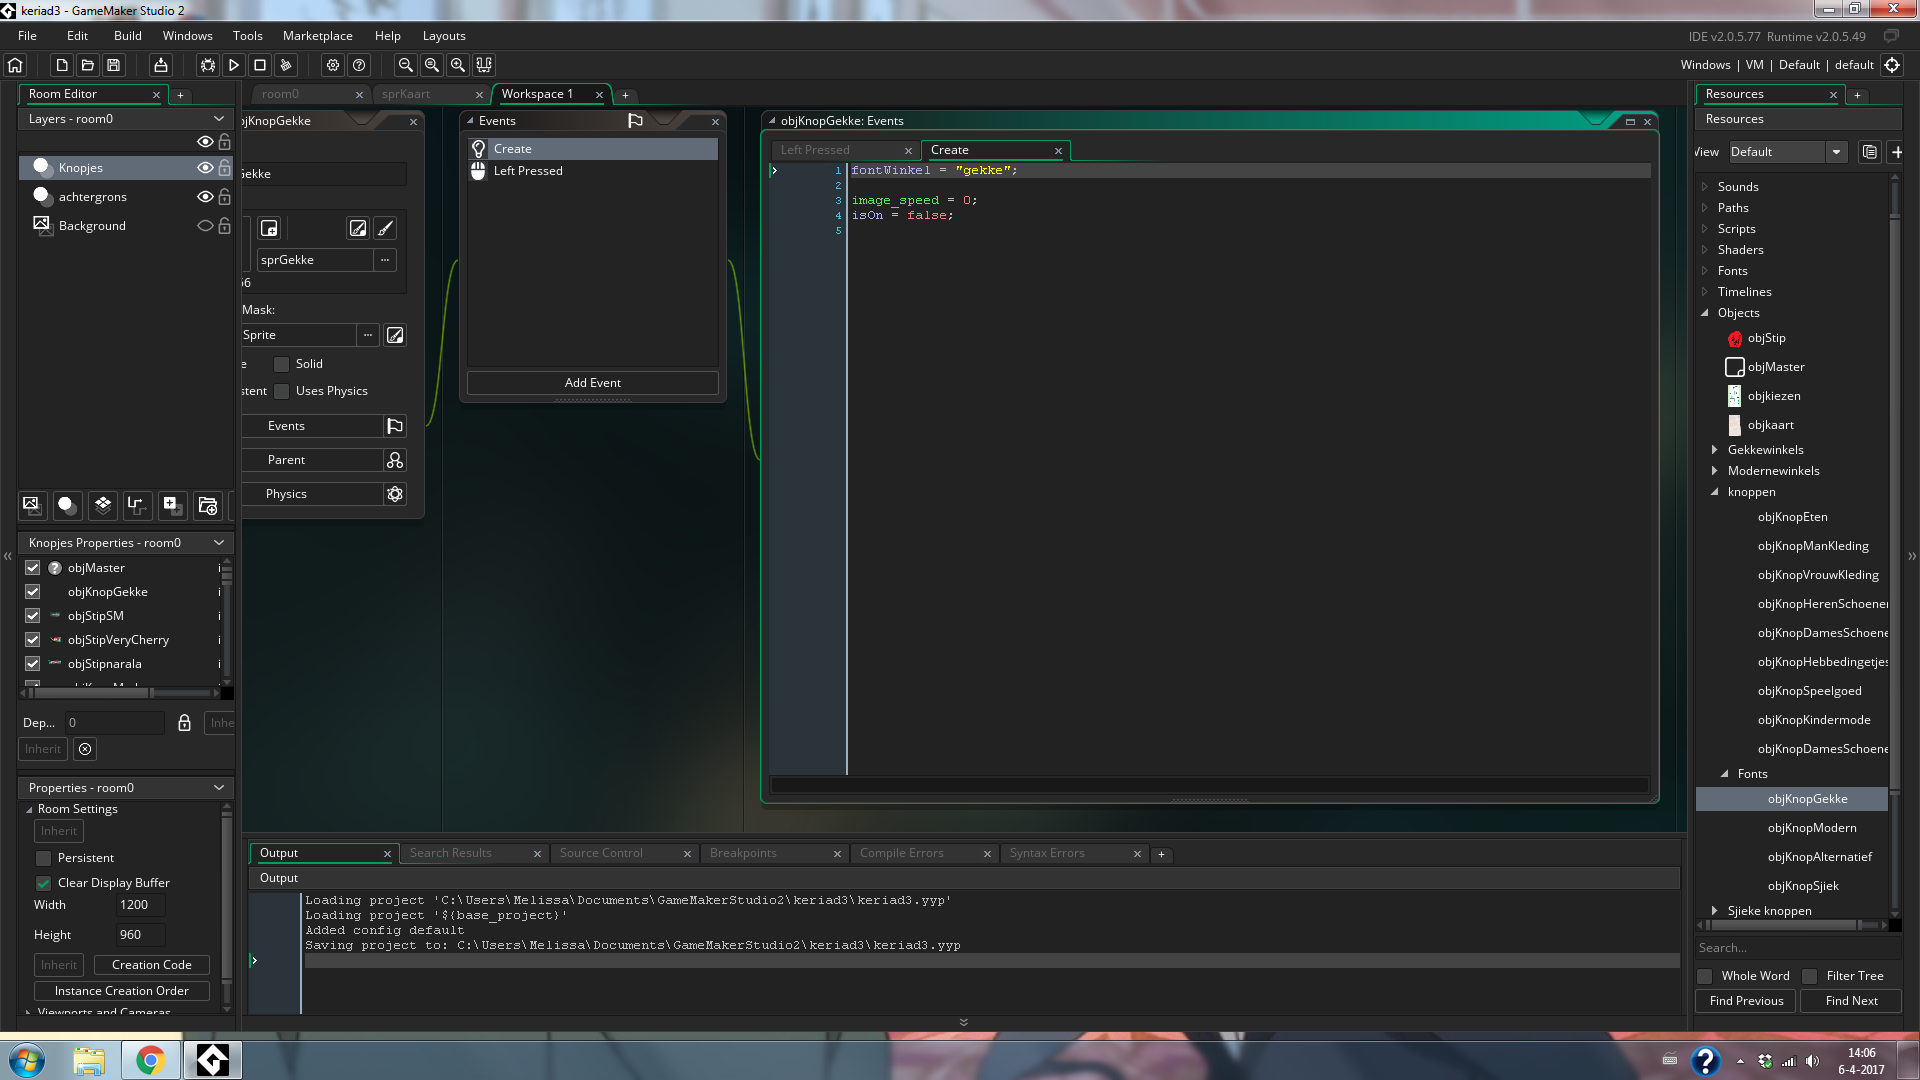 keriad3 - GameMaker Studio 2
File Edit Build Windows Tools Marketplace Help Layouts
IDE v2.0.5.77 Runtime v2.0.5.49
Windows | VM | Default | default
Room Editor
Layers - room0
Knopjes
achtergrons
Background
Knopjes Properties - room0
objMaster
objKnopGekke
objStipSM
objStipVeryCherry
objStipnarala
Dep... 0
Inhe
Inherit
Properties - room0
Room Settings
Inherit
Persistent
Clear Display Buffer
Width 1200
Height 960
Inherit Creation Code
Instance Creation Order
Viewports and Cameras
room0 sprKaart Workspace 1
bjKnopGekke
Gekke
sprGekke ...
56
Mask:
Sprite ...
e Solid
stent Uses Physics
Events
Parent
Physics
Events
Create
Left Pressed
Add Event
objKnopGekke: Events
Left Pressed Create
1 fontWinkel = "gekke";
2
3 image_speed = 0;
4 isOn = false;
5
Output Search Results Source Control Breakpoints Compile Errors Syntax Errors
Output
Loading project 'C:\Users\Melissa\Documents\GameMakerStudio2\keriad3\keriad3.yyp'
Loading project '${base_project}'
Added config default
Saving project to: C:\Users\Melissa\Documents\GameMakerStudio2\keriad3\keriad3.yyp
Resources
Resources
View Default
Sounds
Paths
Scripts
Shaders
Fonts
Timelines
Objects
objStip
objMaster
objkiezen
objkaart
Gekkewinkels
Modernewinkels
knoppen
objKnopEten
objKnopManKleding
objKnopVrouwKleding
objKnopHerenSchoenen
objKnopDamesSchoene
objKnopHebbedingetjes
objKnopSpeelgoed
objKnopKindermode
objKnopDamesSchoene
Fonts
objKnopGekke
objKnopModern
objKnopAlternatief
objKnopSjiek
Sjieke knoppen
Search...
Whole Word Filter Tree
Find Previous Find Next
14:06
6-4-2017